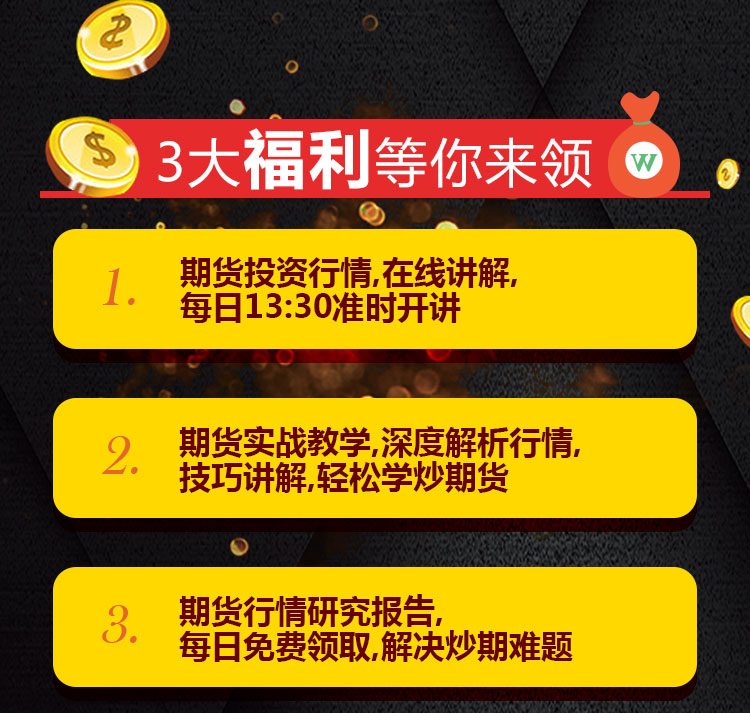 3大福利等你来领
W
1.
期货投资行情,在线讲解,
每日13:30准时开讲
2.
期货实战教学,深度解析行情,
技巧讲解,轻松学炒期货
3.
期货行情研究报告,
每日免费领取,解决炒期难题